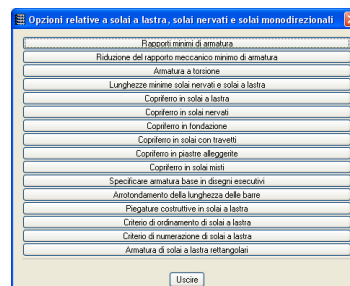 Opzioni relative a solai a lastra, solai nervati e solai monodirezionali
Rapporti minimi di armatura
Riduzione del rapporto meccanico minimo di armatura
Armatura a torsione
Lunghezze minime solai nervati e solai a lastra
Copriferro in solai a lastra
Copriferro in solai nervati
Copriferro in fondazione
Copriferro in solai con travetti
Copriferro in piastre alleggerite
Copriferro in solai misti
Specificare armatura base in disegni esecutivi
Arrotondamento della lunghezza delle barre
Piegature costruttive in solai a lastra
Criterio di ordinamento di solai a lastra
Criterio di numerazione di solai a lastra
Armatura di solai a lastra rettangolari
Uscire